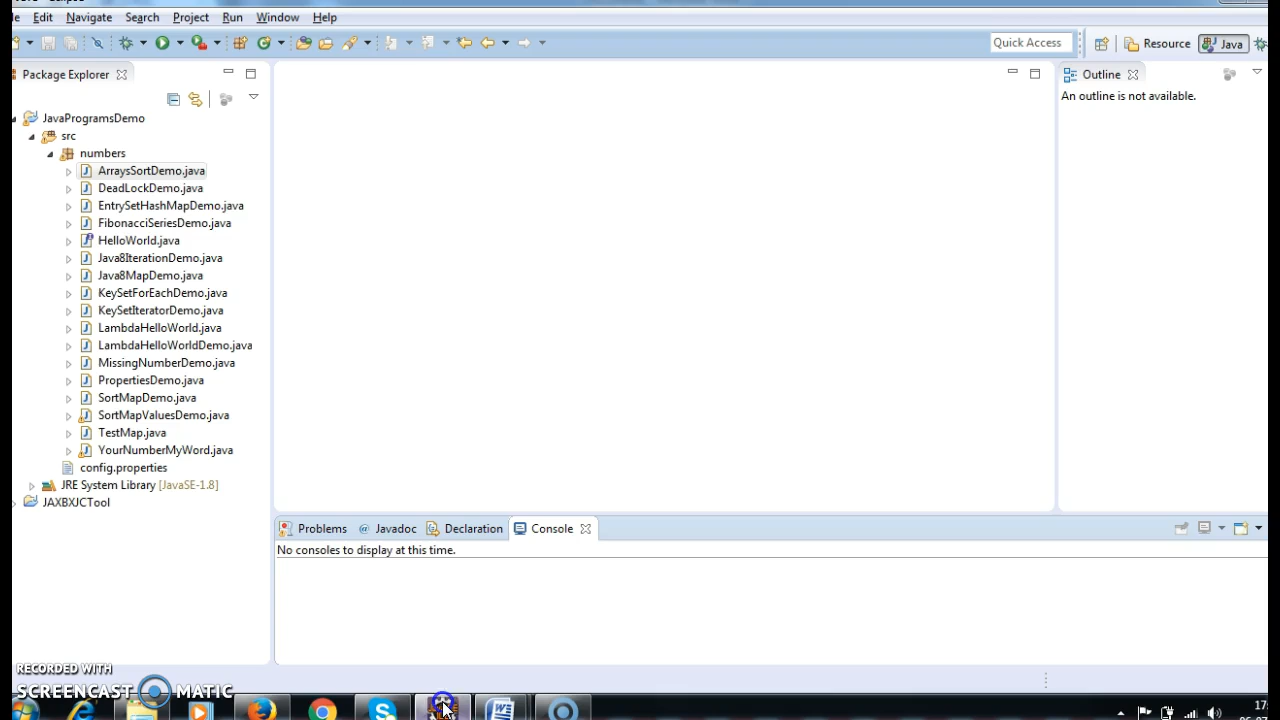 Edit Navigate Search Project Run Window Help
Quick Access
Resource
Java
Package Explorer
Outline
An outline is not available.
JavaProgramsDemo
src
numbers
ArraysSortDemo.java
DeadLockDemo.java
EntrySetHashMapDemo.java
FibonacciSeriesDemo.java
HelloWorld.java
Java8IterationDemo.java
Java8MapDemo.java
KeySetForEachDemo.java
KeySetIteratorDemo.java
LambdaHelloWorld.java
LambdaHelloWorldDemo.java
MissingNumberDemo.java
PropertiesDemo.java
SortMapDemo.java
SortMapValuesDemo.java
TestMap.java
YourNumberMyWord.java
config.properties
JRE System Library [JavaSE-1.8]
JAXBXJCTool
Problems @ Javadoc Declaration Console
No consoles to display at this time.
RECORDED WITH
SCREENCAST MATIC